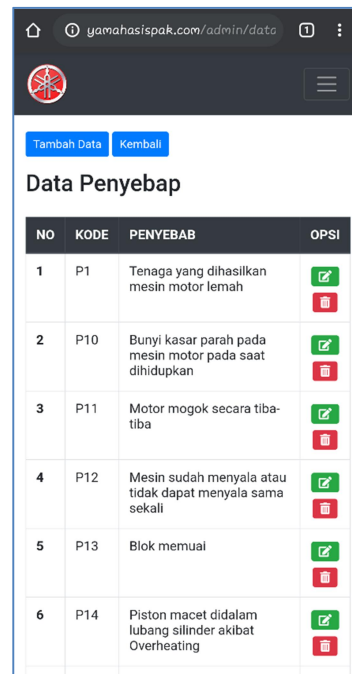 yamahasispak.com/admin/data
1
Tambah Data Kembali
Data Penyebap
NO KODE PENYEBAB OPSI
1 P1 Tenaga yang dihasilkan
mesin motor lemah
2 P10 Bunyi kasar parah pada
mesin motor pada saat
dihidupkan
3 P11 Motor mogok secara tiba-
tiba
4 P12 Mesin sudah menyala atau
tidak dapat menyala sama
sekali
5 P13 Blok memuai
6 P14 Piston macet didalam
lubang silinder akibat
Overheating